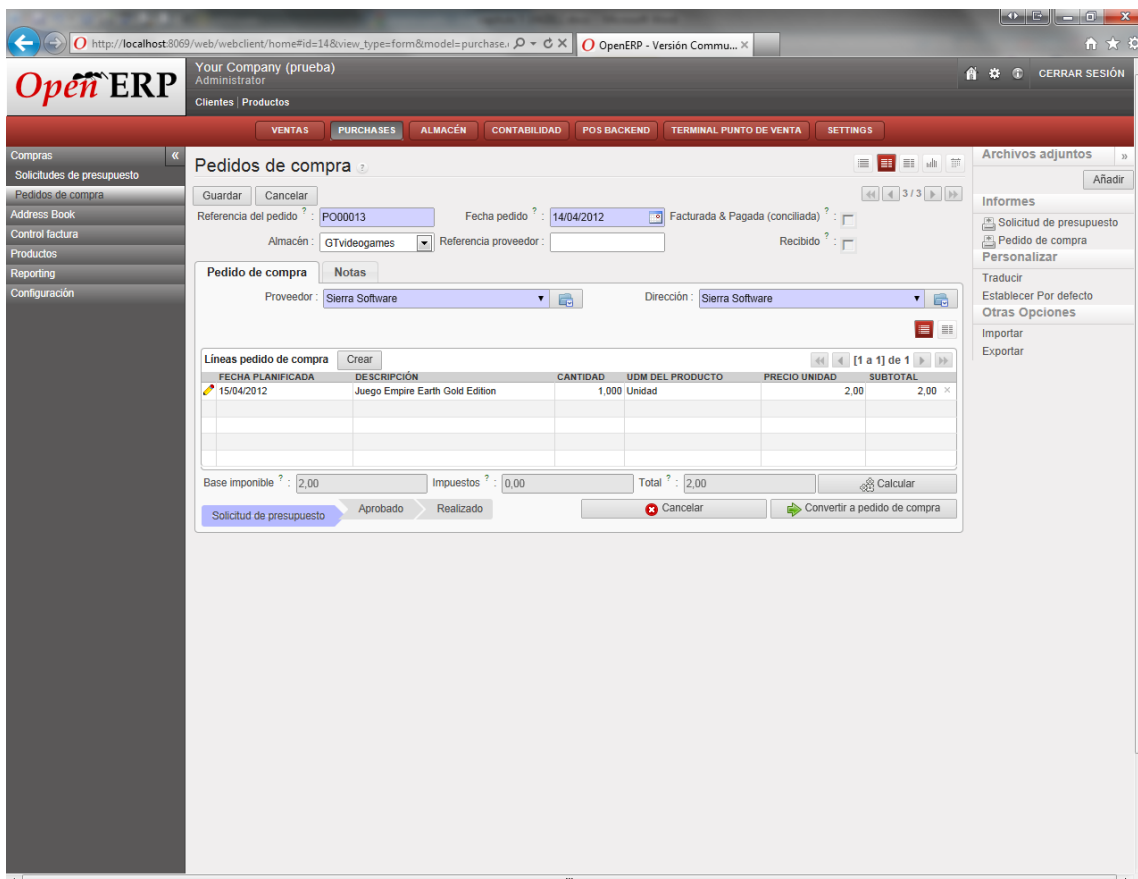 http://localhost:8069/web/webclient/home#id=14&view_type=form&model=purchase.
OpenERP - Versión Commu...
OpenERP
Your Company (prueba)
Administrator
Clientes | Productos
CERRAR SESIÓN
VENTAS PURCHASES ALMACÉN CONTABILIDAD POS BACKEND TERMINAL PUNTO DE VENTA SETTINGS
Compras «
Solicitudes de presupuesto
Pedidos de compra
Address Book
Control factura
Productos
Reporting
Configuración
Pedidos de compra ?
Guardar Cancelar 3 / 3
Referencia del pedido ? : PO00013 Fecha pedido ? : 14/04/2012 Facturada & Pagada (conciliada) ? :
Almacén : GTvideogames Referencia proveedor : Recibido ? :
Pedido de compra Notas
Proveedor : Sierra Software Dirección : Sierra Software
Líneas pedido de compra Crear [1 a 1] de 1
FECHA PLANIFICADA DESCRIPCIÓN CANTIDAD UDM DEL PRODUCTO PRECIO UNIDAD SUBTOTAL
15/04/2012 Juego Empire Earth Gold Edition 1,000 Unidad 2,00 2,00
Base imponible ? : 2,00 Impuestos ? : 0,00 Total ? : 2,00 Calcular
Solicitud de presupuesto Aprobado Realizado Cancelar Convertir a pedido de compra
Archivos adjuntos »
Añadir
Informes
Solicitud de presupuesto
Pedido de compra
Personalizar
Traducir
Establecer Por defecto
Otras Opciones
Importar
Exportar